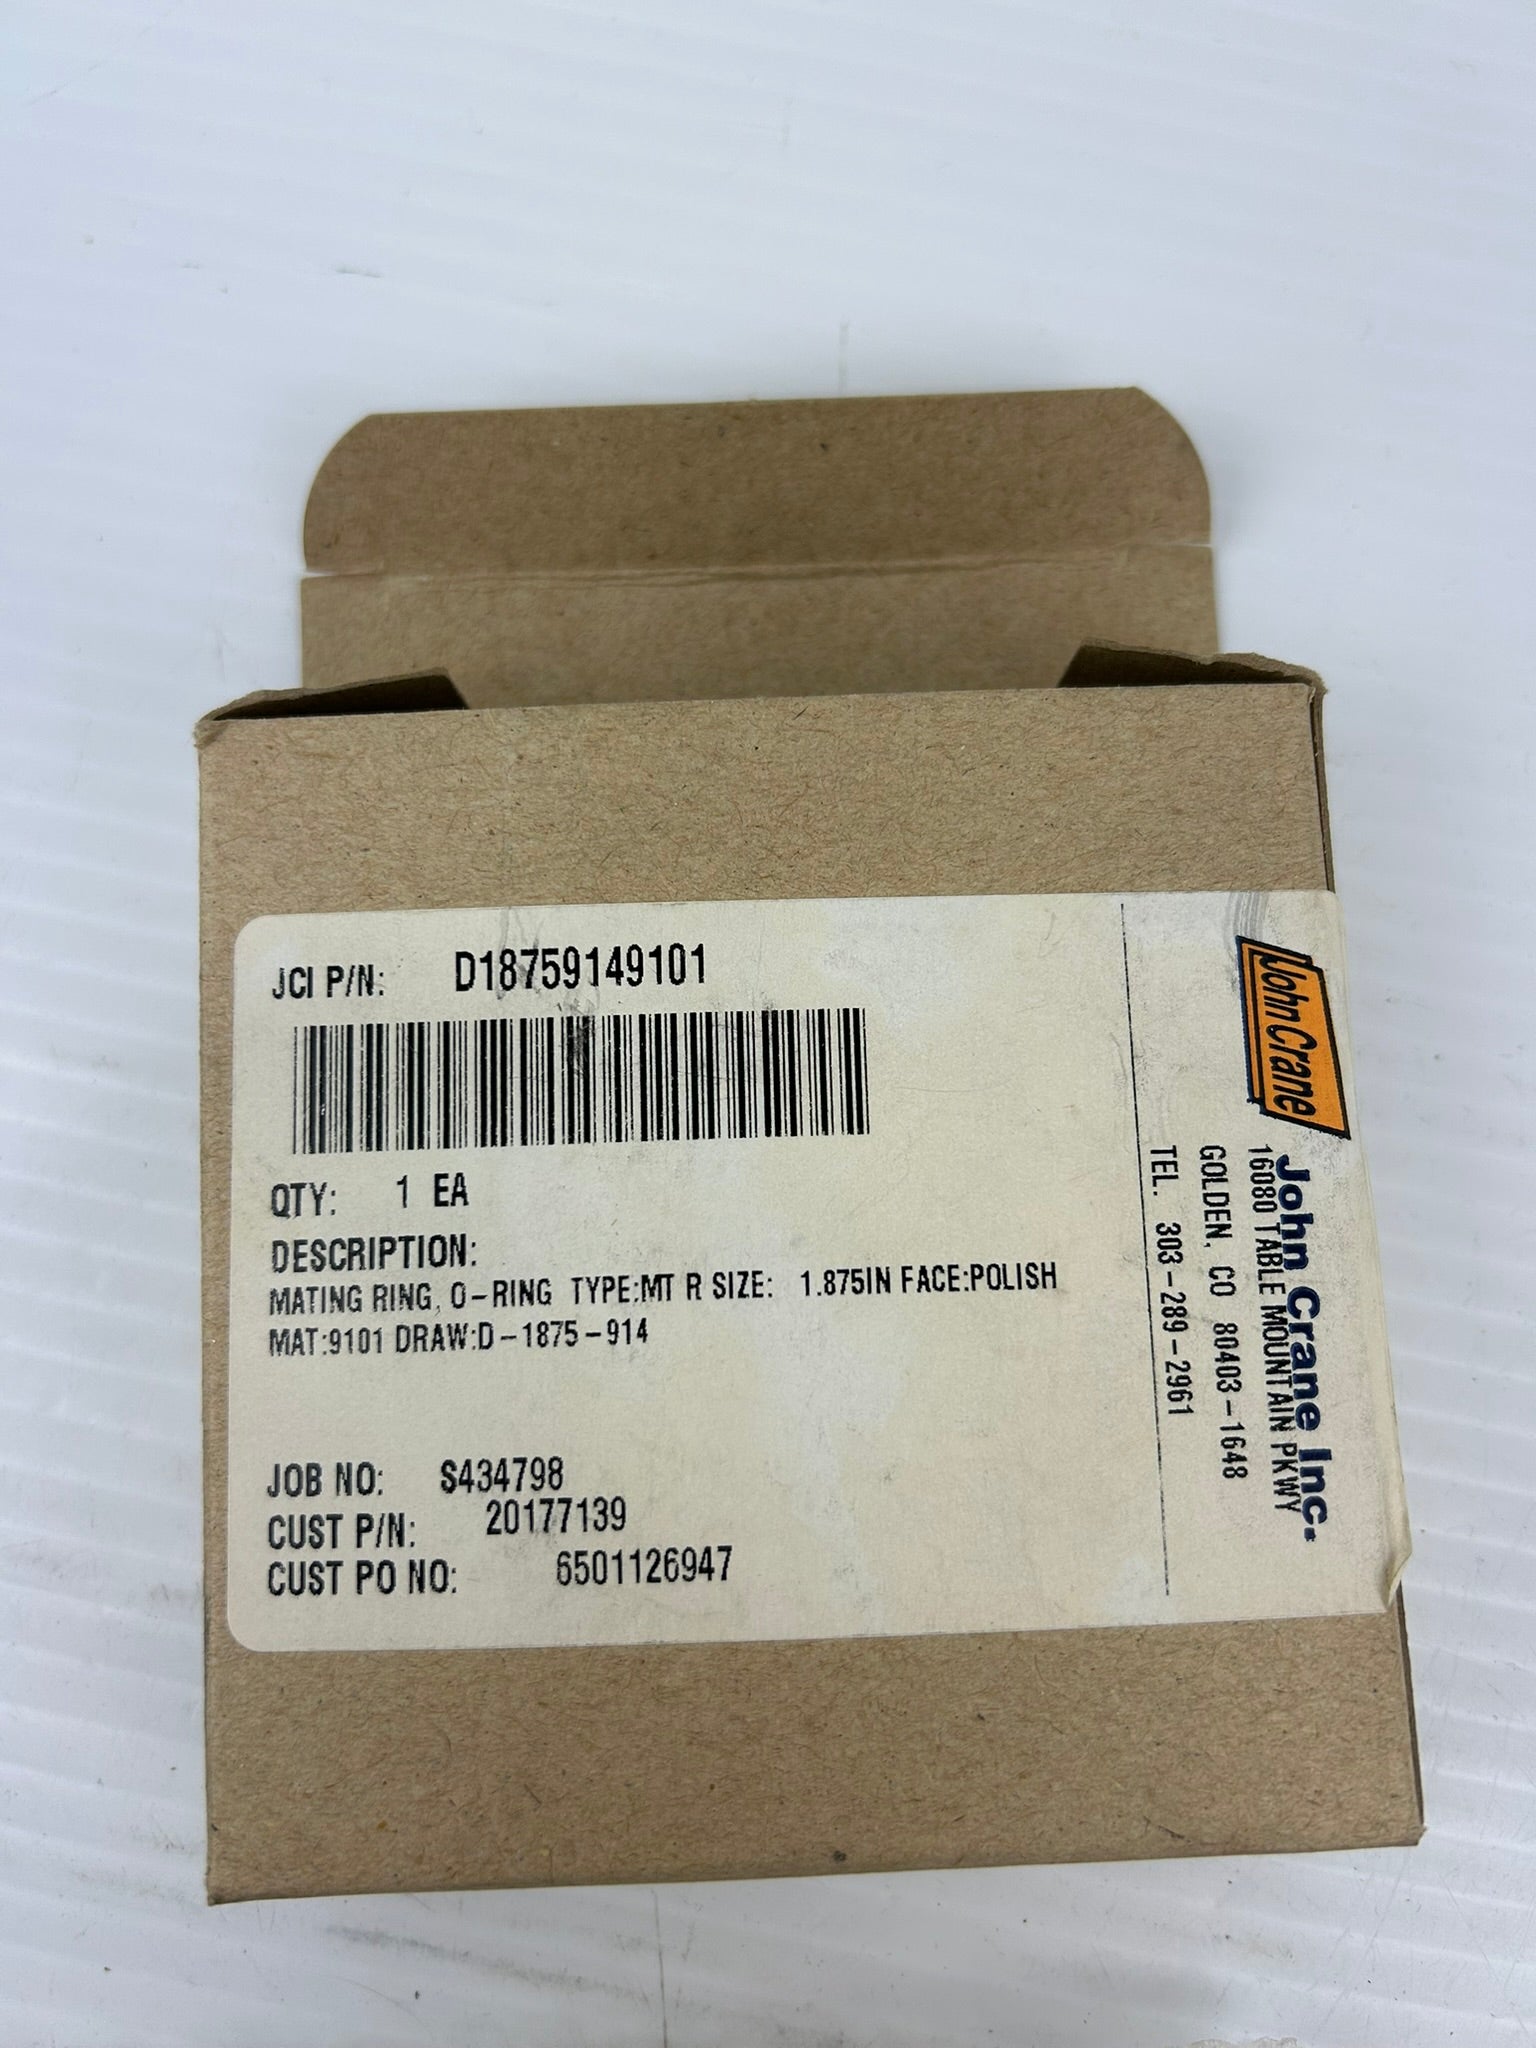 JCI P/N: D18759149101
QTY: 1 EA
DESCRIPTION:
MATING RING, O-RING TYPE:MT R SIZE: 1.875IN FACE:POLISH
MAT:9101 DRAW:D-1875-914
JOB NO: S434798
CUST P/N: 20177139
CUST PO NO: 6501126947
John Crane
John Crane Inc.
16080 TABLE MOUNTAIN PKWY
GOLDEN, CO 80403-1648
TEL. 303-289-2961